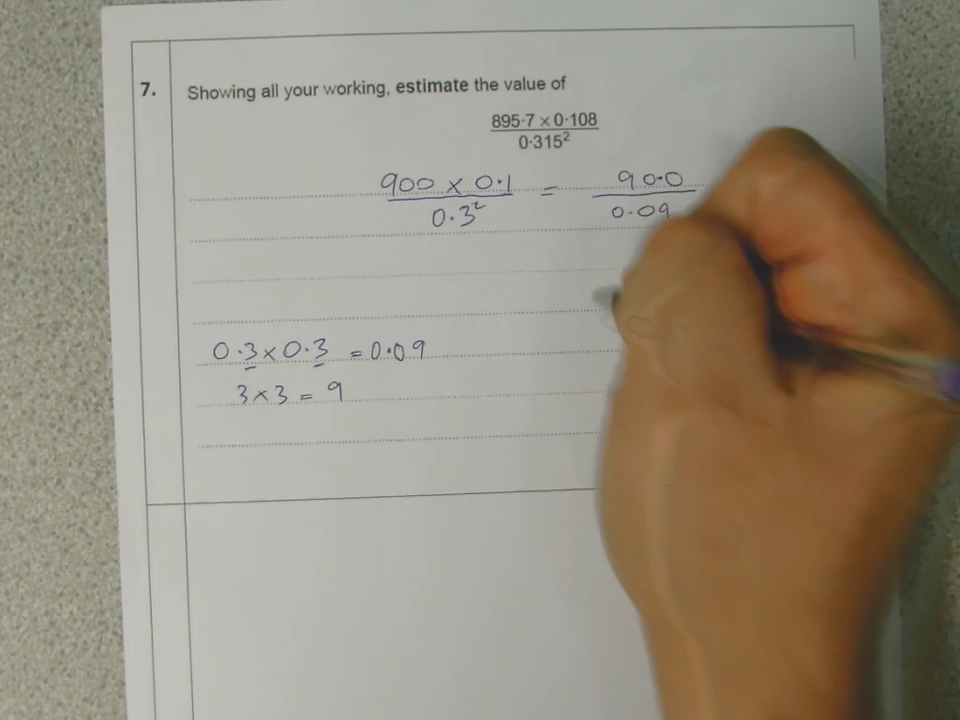 7. Showing all your working, estimate the value of
895·7 × 0·108
0·315²
900 × 0.1 = 90.0
0.3² 0.09
0.3 × 0.3 = 0.09
3 × 3 = 9